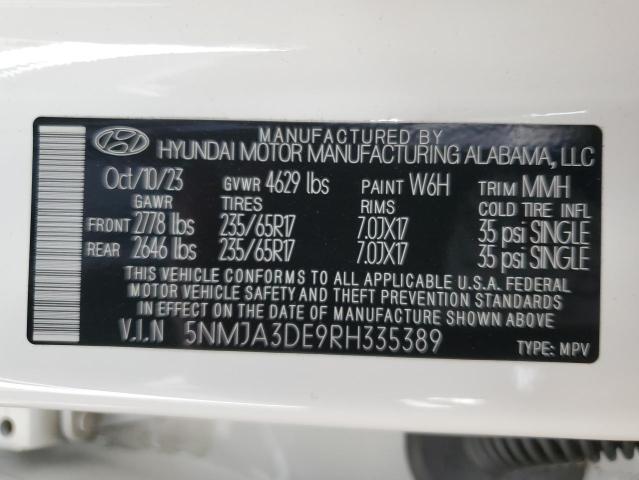 MANUFACTURED BY
HYUNDAI MOTOR MANUFACTURING ALABAMA, LLC
Oct/10/23 GVWR 4629 lbs PAINT W6H TRIM MMH
GAWR TIRES RIMS COLD TIRE INFL
FRONT 2778 lbs 235/65R17 7.0JX17 35 psi SINGLE
REAR 2646 lbs 235/65R17 7.0JX17 35 psi SINGLE
THIS VEHICLE CONFORMS TO ALL APPLICABLE U.S.A. FEDERAL
MOTOR VEHICLE SAFETY AND THEFT PREVENTION STANDARDS
IN EFFECT ON THE DATE OF MANUFACTURE SHOWN ABOVE.
V.I.N 5NMJA3DE9RH335389 TYPE: MPV